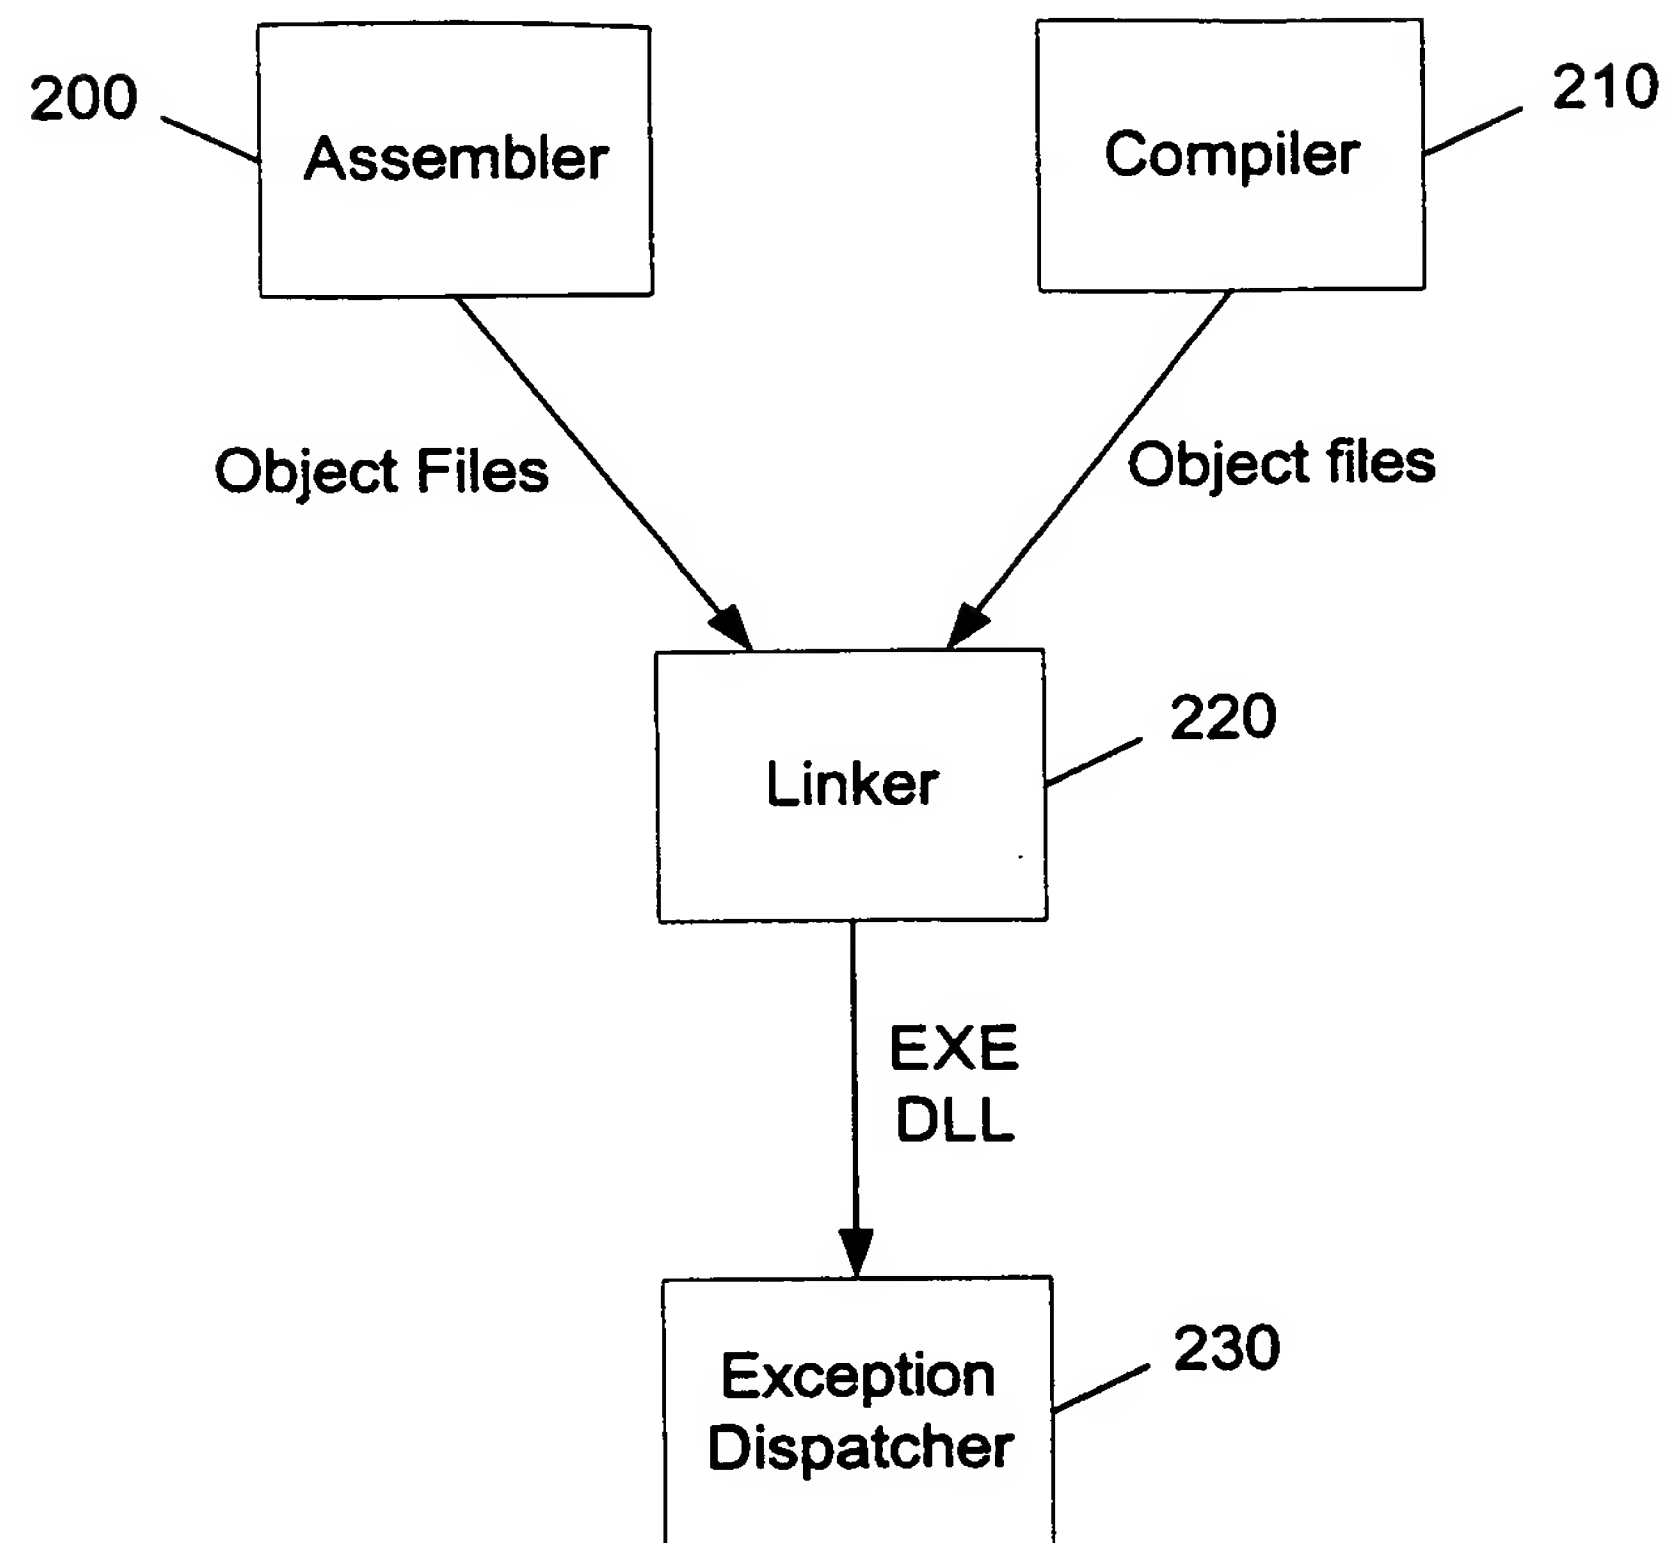 200
Assembler
Compiler
210
Object Files
Object files
Linker
220
EXE
DLL
Exception
Dispatcher
230